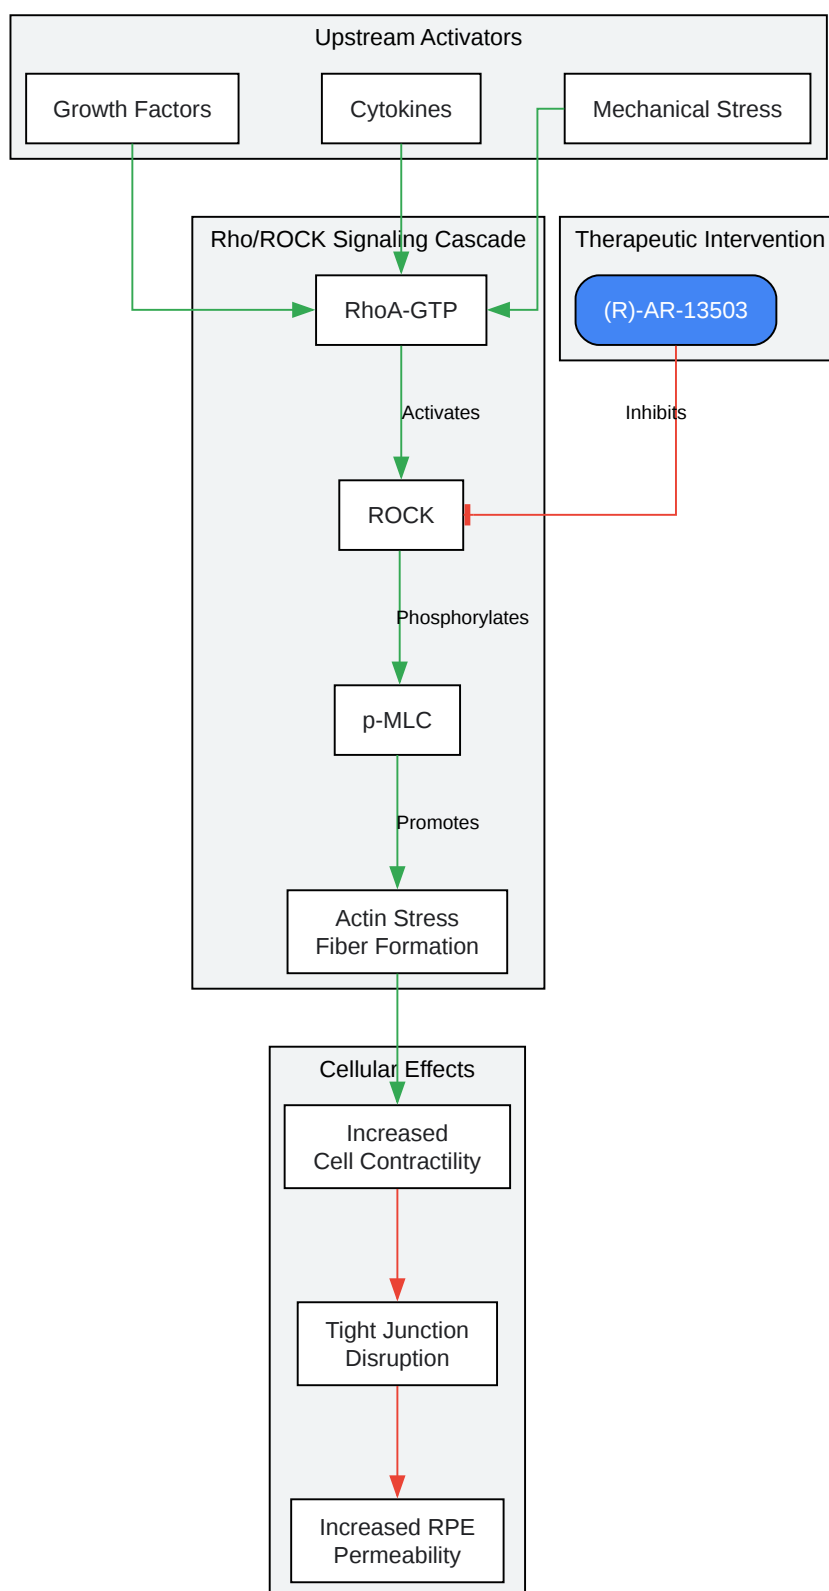 Upstream Activators
Growth Factors
Cytokines
Mechanical Stress
Rho/ROCK Signaling Cascade
Therapeutic Intervention
RhoA-GTP
(R)-AR-13503
Activates
Inhibits
ROCK
Phosphorylates
p-MLC
Promotes
Actin Stress
Fiber Formation
Cellular Effects
Increased
Cell Contractility
Tight Junction
Disruption
Increased RPE
Permeability